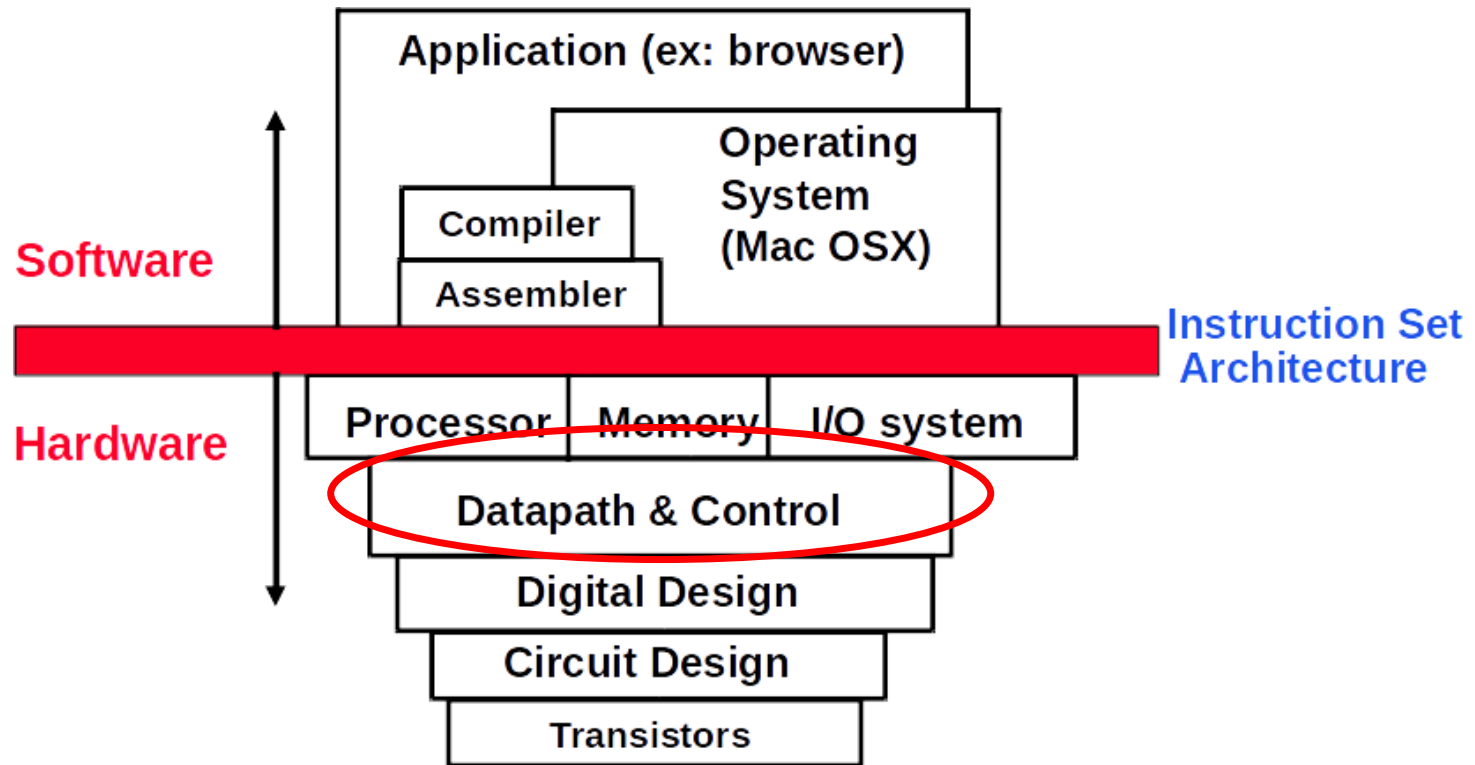 Application (ex: browser)
Operating
System
(Mac OSX)
Compiler
Assembler
Software
Instruction Set
Architecture
Hardware
Processor
Memory
I/O system
Datapath & Control
Digital Design
Circuit Design
Transistors